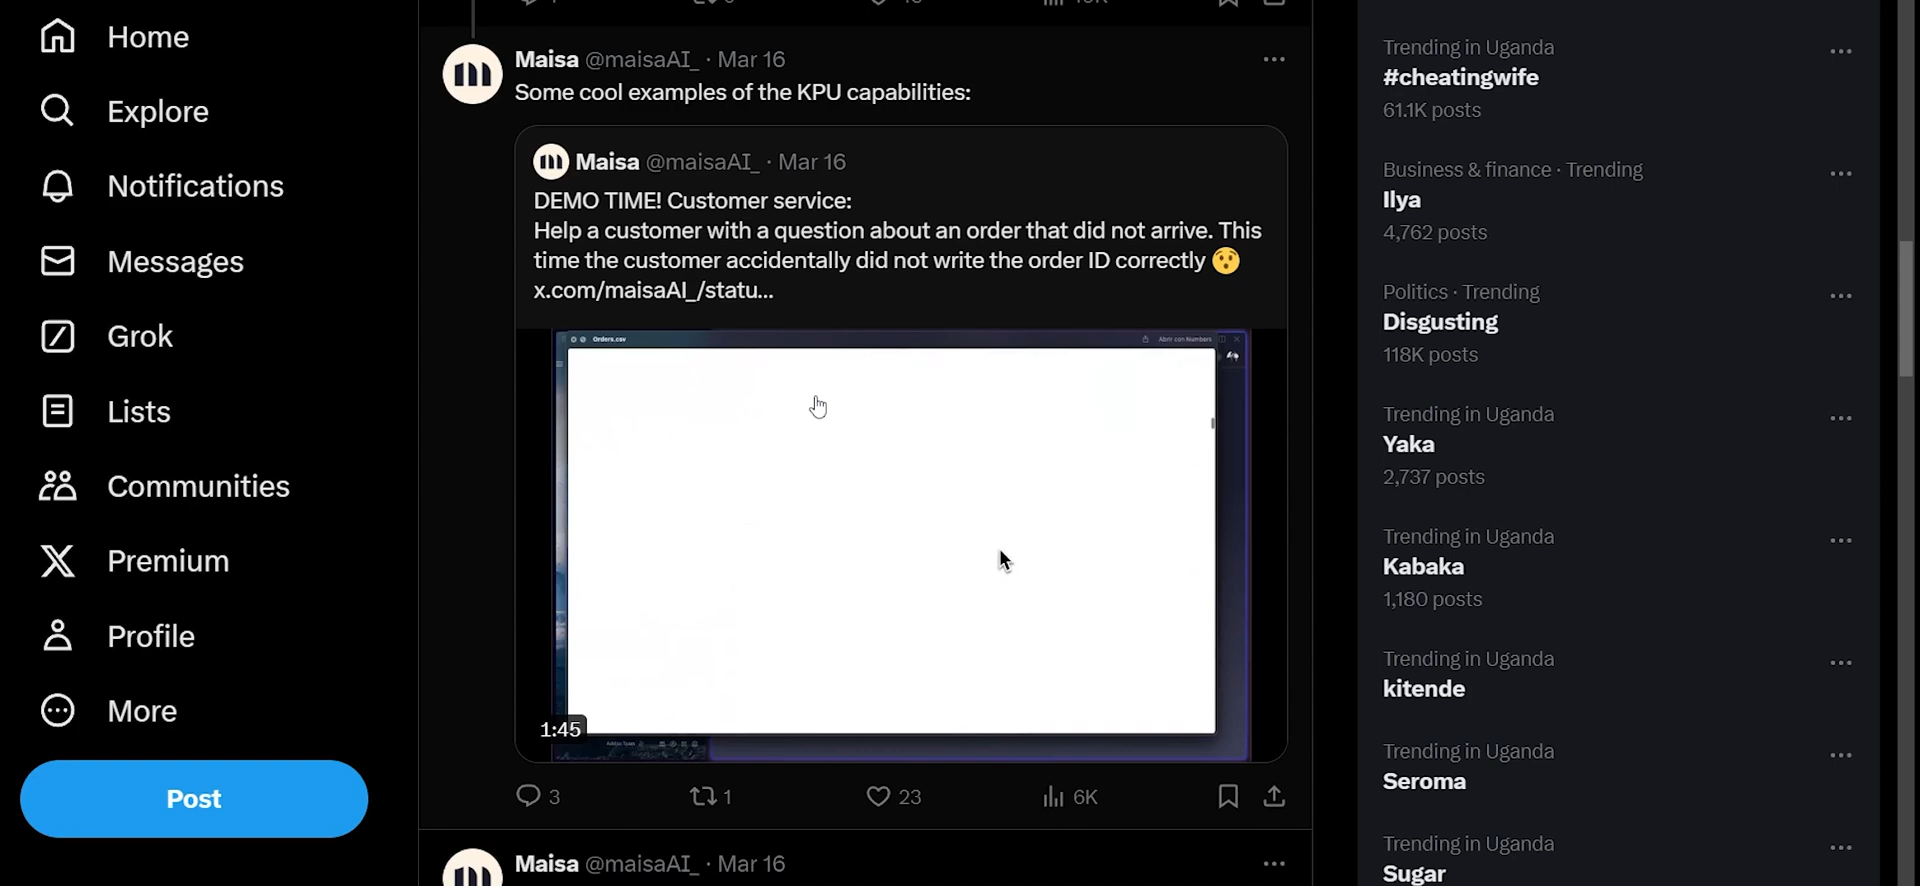 Home
Explore
Notifications
Messages
Grok
Lists
Communities
Premium
Profile
More
Post
Maisa @maisaAI_ · Mar 16
Some cool examples of the KPU capabilities:
Maisa @maisaAI_ · Mar 16
DEMO TIME! Customer service:
Help a customer with a question about an order that did not arrive. This
time the customer accidentally did not write the order ID correctly 😯
x.com/maisaAI_/statu...
Orders.csv
Abrir con Numbers
1:45
3
1
23
6K
Maisa @maisaAI_ · Mar 16
Trending in Uganda
#cheatingwife
61.1K posts
Business & finance · Trending
Ilya
4,762 posts
Politics · Trending
Disgusting
118K posts
Trending in Uganda
Yaka
2,737 posts
Trending in Uganda
Kabaka
1,180 posts
Trending in Uganda
kitende
Trending in Uganda
Seroma
Trending in Uganda
Sugar